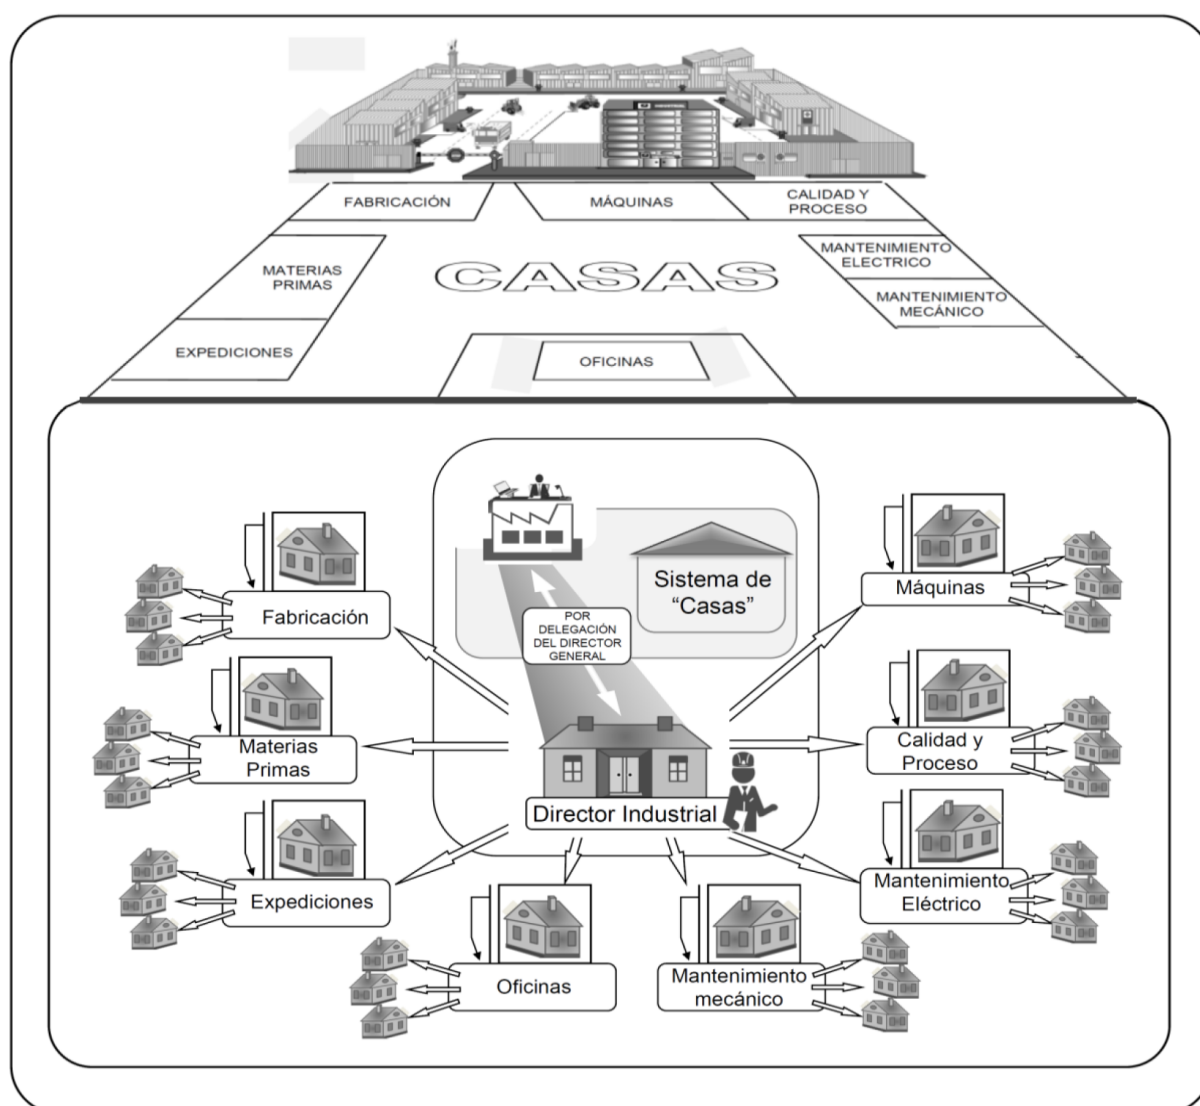 FABRICACIÓN
MÁQUINAS
CALIDAD Y
PROCESO
MATERIAS
PRIMAS
CASAS
MANTENIMIENTO
ELECTRICO
MANTENIMIENTO
MECÁNICO
EXPEDICIONES
OFICINAS
Sistema de
“Casas”
POR
DELEGACIÓN
DEL DIRECTOR
GENERAL
Fabricación
Máquinas
Materias
Primas
Calidad y
Proceso
Director Industrial
Expediciones
Mantenimiento
Eléctrico
Oficinas
Mantenimiento
mecánico